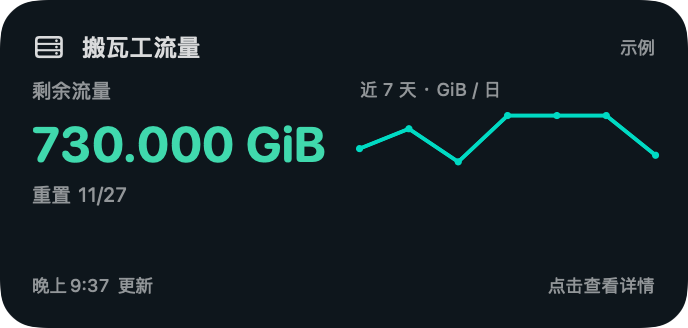 搬瓦工流量
示例
剩余流量
730.000 GiB
重置 11/27
近 7 天 · GiB / 日
晚上 9:37 更新
点击查看详情